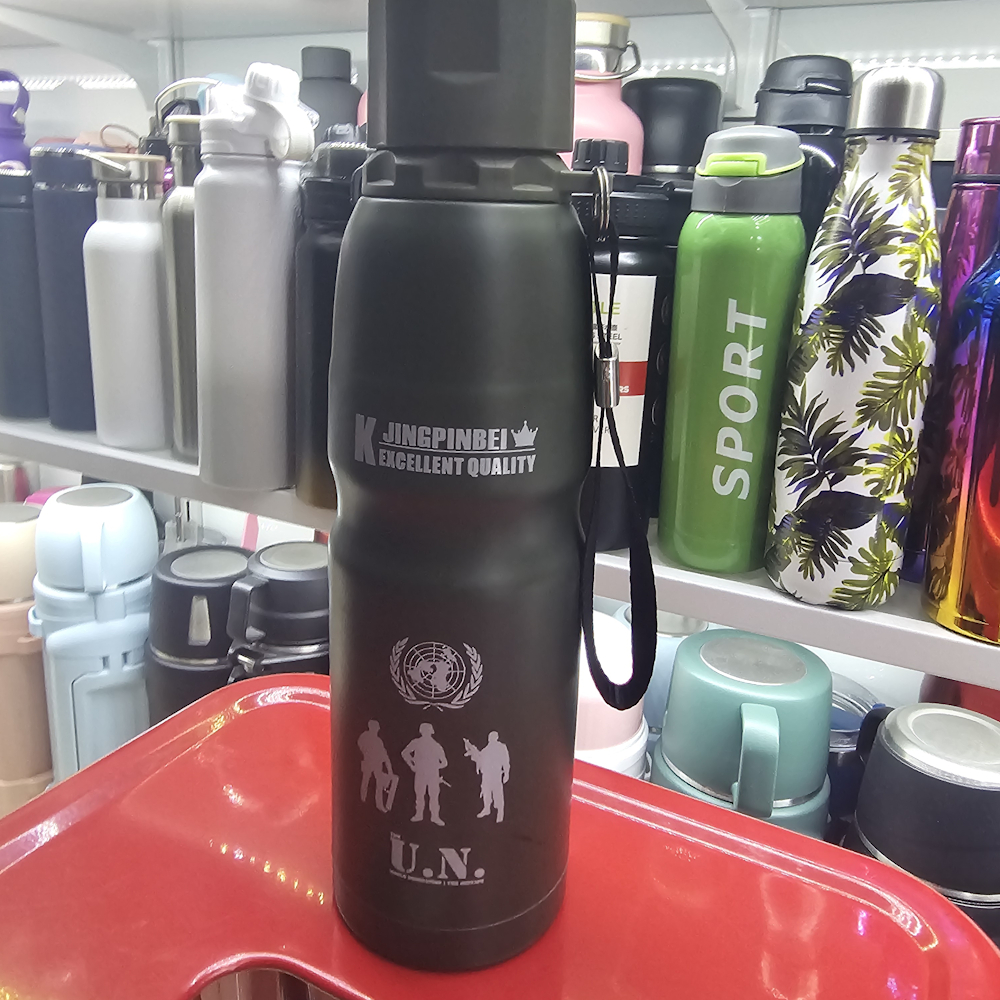 K JINGPINBEI
EXCELLENT QUALITY
U.N.
SPORT